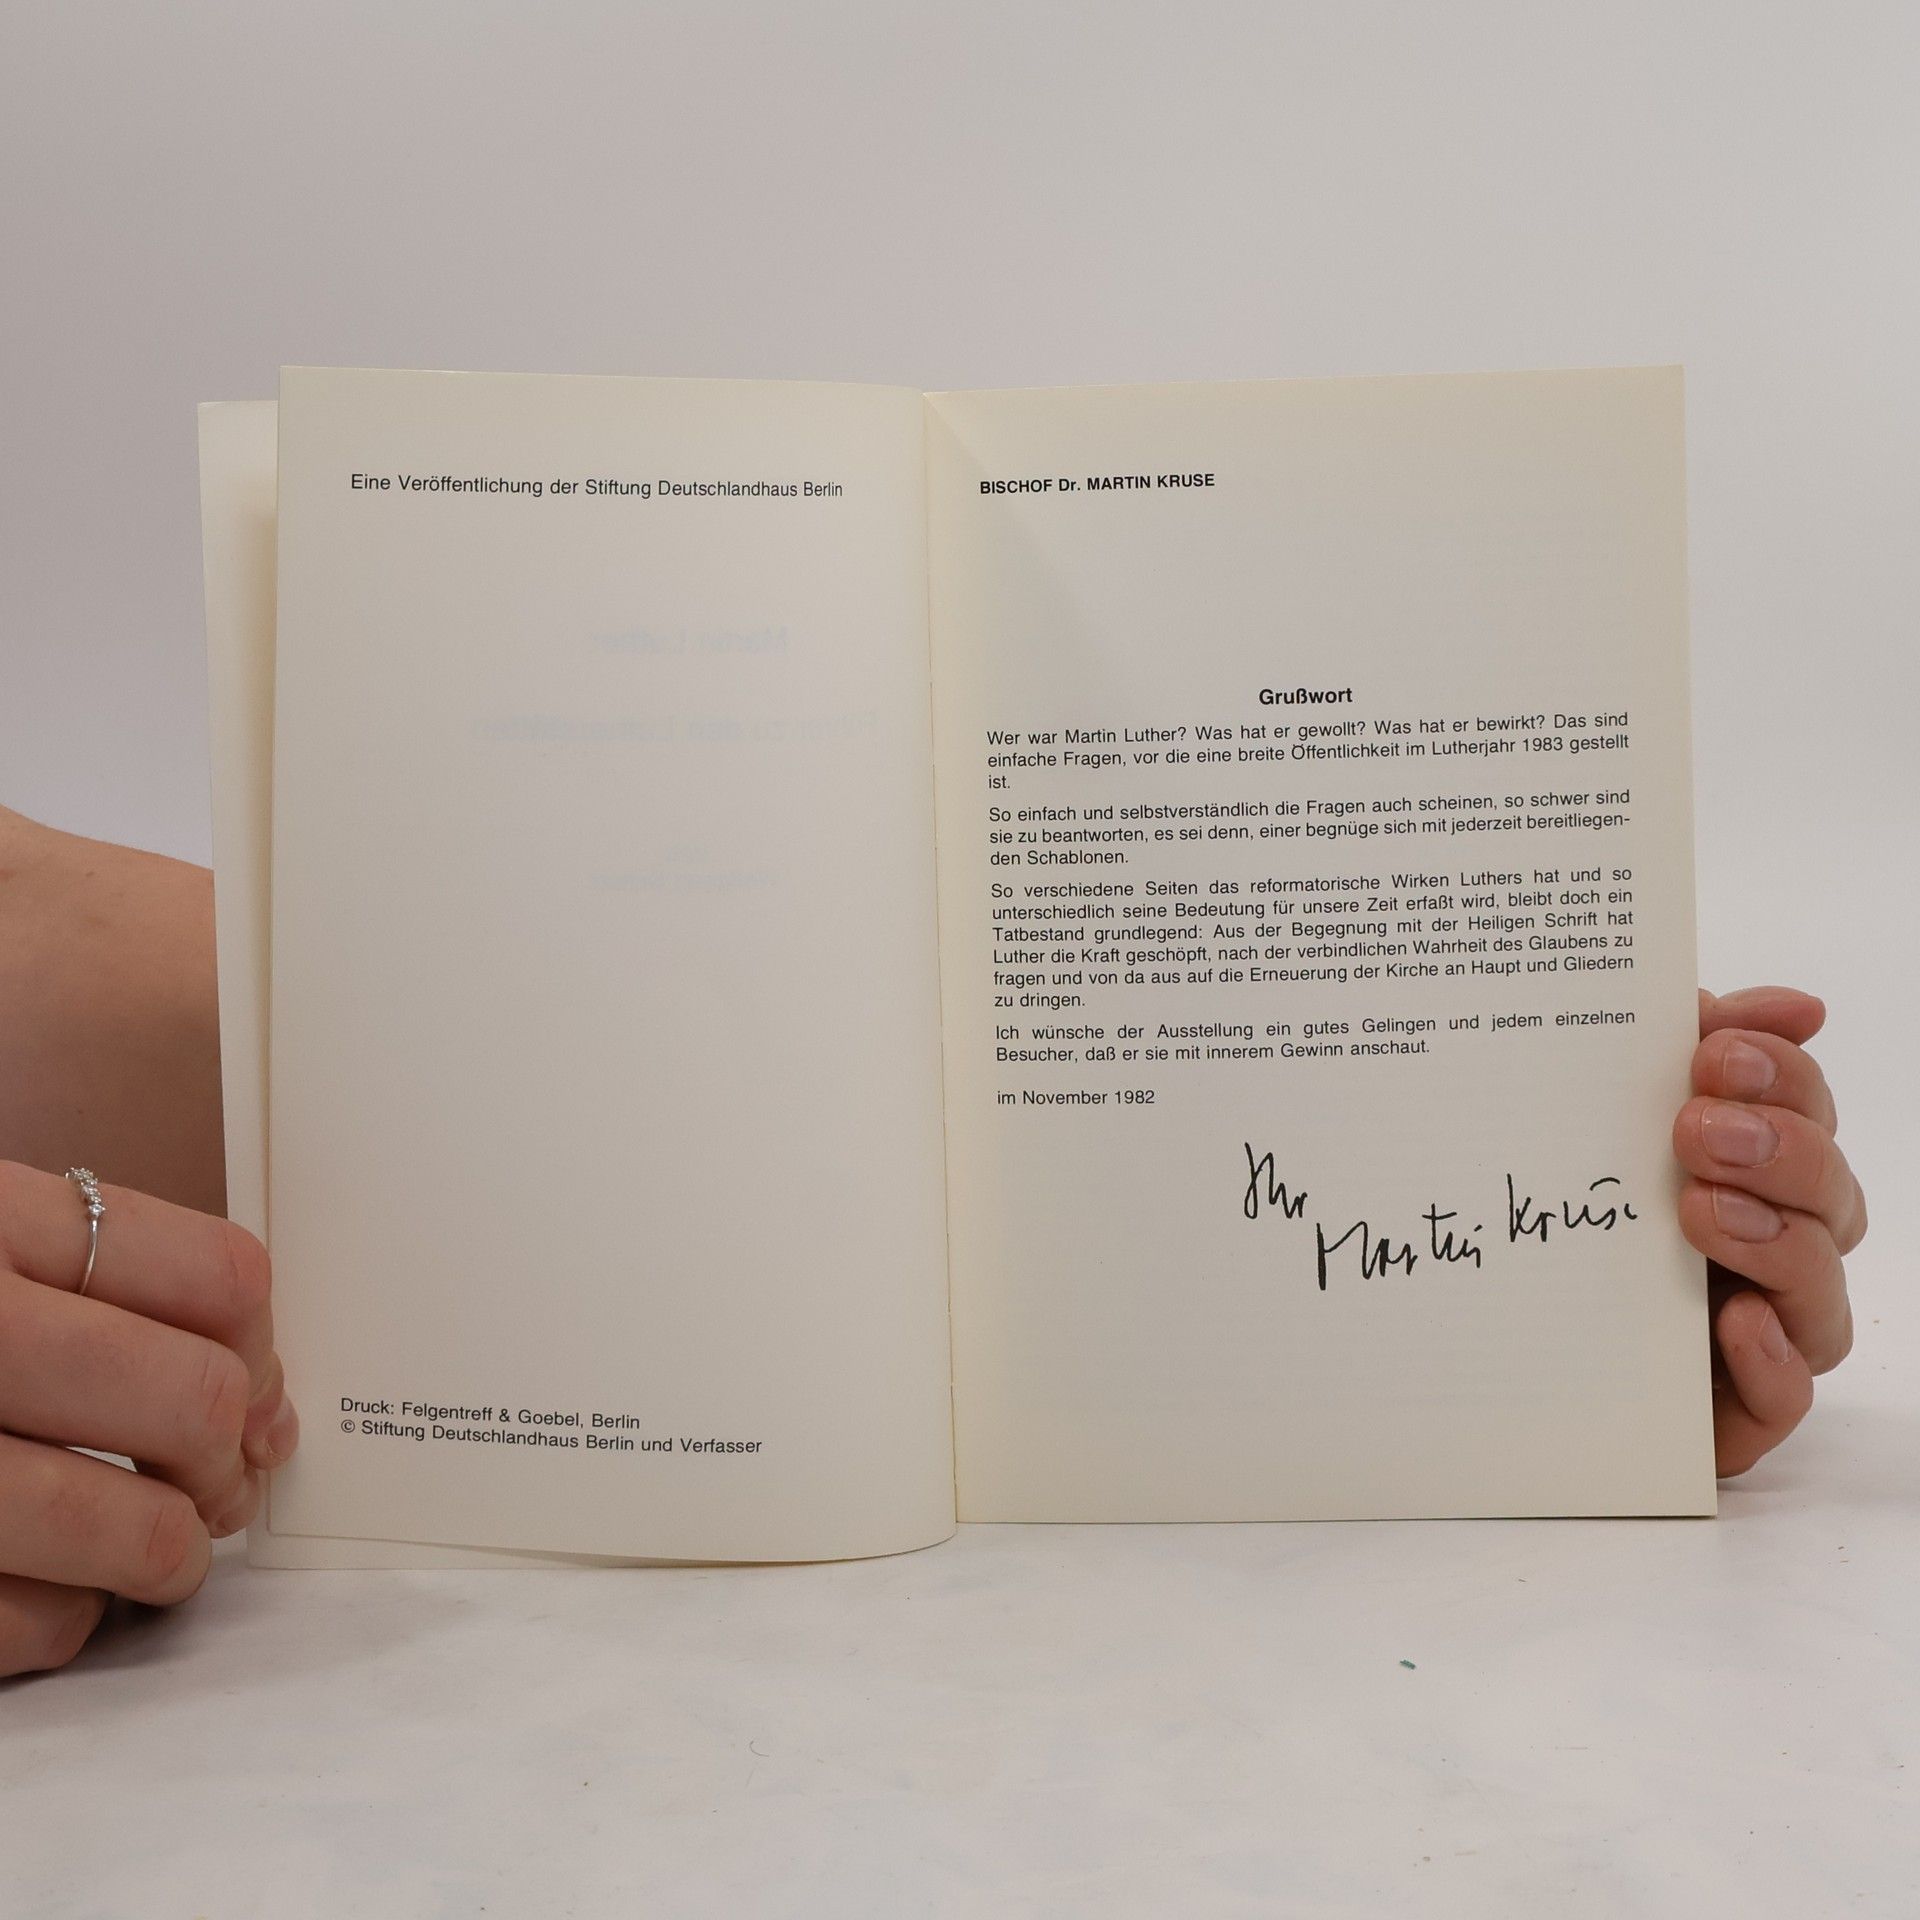 Eine Veröffentlichung der Stiftung Deutschlandhaus Berlin
Druck: Felgentreff & Goebel, Berlin
© Stiftung Deutschlandhaus Berlin und Verfasser
BISCHOF Dr. MARTIN KRUSE
Grußwort
Wer war Martin Luther? Was hat er gewollt? Was hat er bewirkt? Das sind
einfache Fragen, vor die eine breite Öffentlichkeit im Lutherjahr 1983 gestellt
ist.
So einfach und selbstverständlich die Fragen auch scheinen, so schwer sind
sie zu beantworten, es sei denn, einer begnüge sich mit jederzeit bereitliegen-
den Schablonen.
So verschiedene Seiten das reformatorische Wirken Luthers hat und so
unterschiedlich seine Bedeutung für unsere Zeit erfaßt wird, bleibt doch ein
Tatbestand grundlegend: Aus der Begegnung mit der Heiligen Schrift hat
Luther die Kraft geschöpft, nach der verbindlichen Wahrheit des Glaubens zu
fragen und von da aus auf die Erneuerung der Kirche an Haupt und Gliedern
zu dringen.
Ich wünsche der Ausstellung ein gutes Gelingen und jedem einzelnen
Besucher, daß er sie mit innerem Gewinn anschaut.
im November 1982
Ihr
Martin Kruse